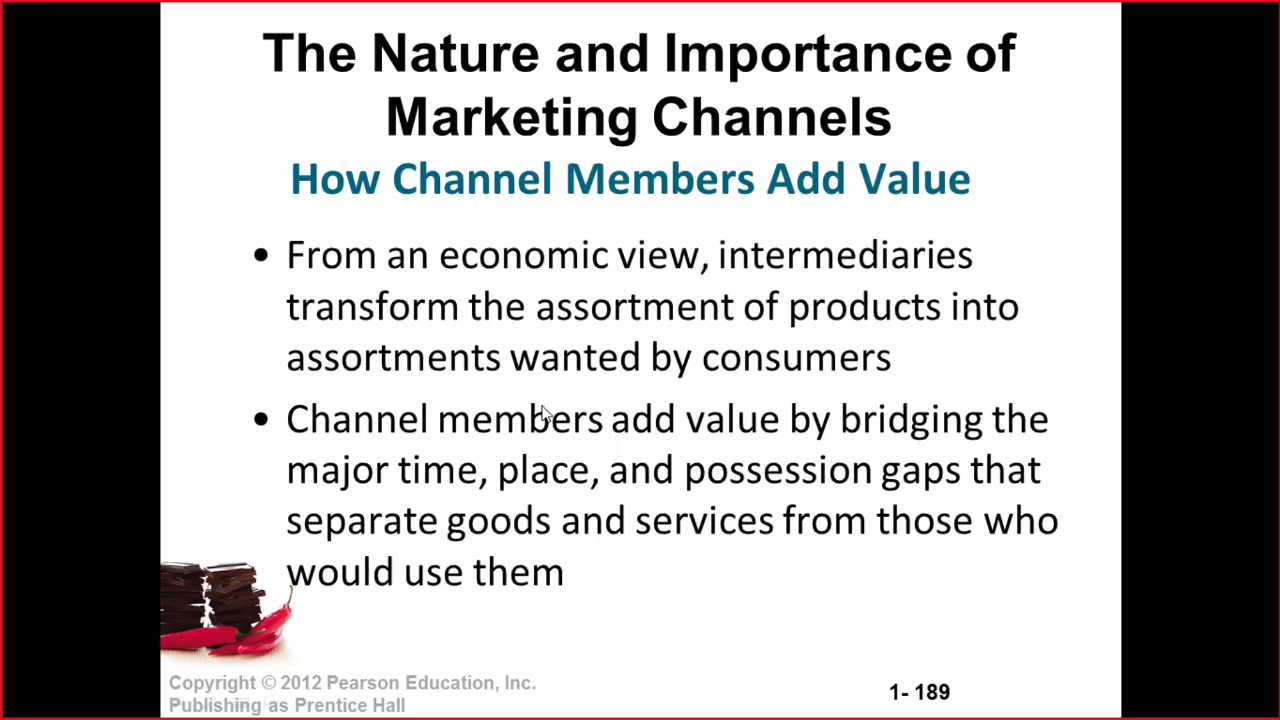 The Nature and Importance of
Marketing Channels
How Channel Members Add Value
• From an economic view, intermediaries
transform the assortment of products into
assortments wanted by consumers
• Channel members add value by bridging the
major time, place, and possession gaps that
separate goods and services from those who
would use them
Copyright © 2012 Pearson Education, Inc.
Publishing as Prentice Hall
1- 189